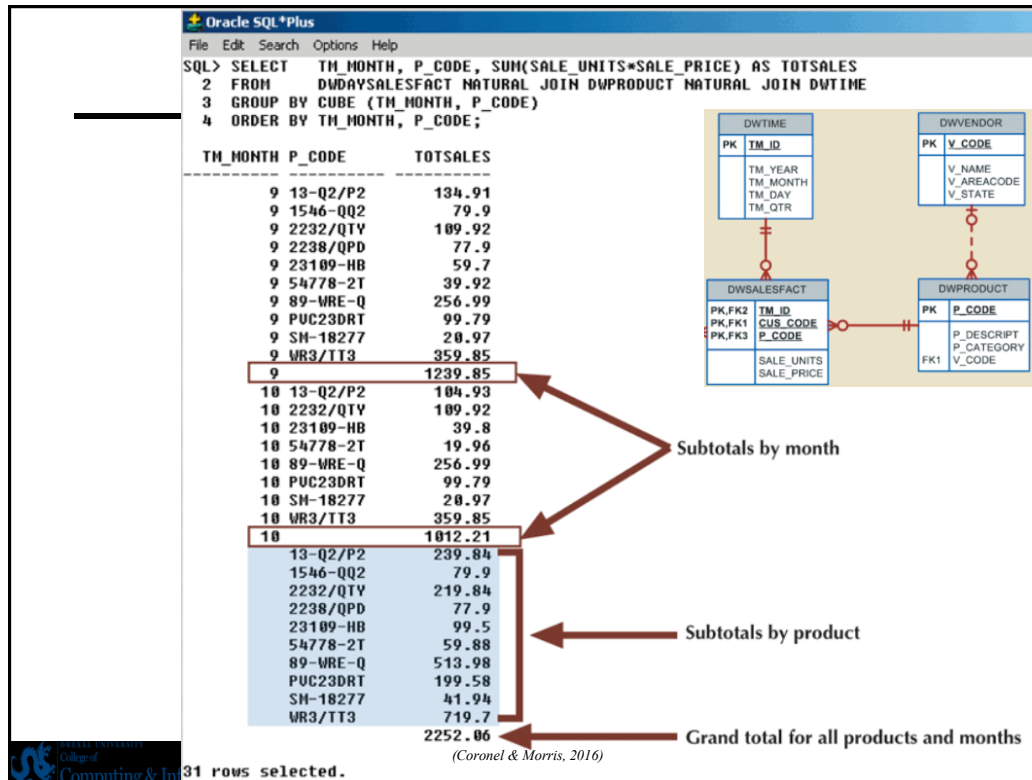 Oracle SQL*Plus
File Edit Search Options Help
SQL> SELECT TM_MONTH, P_CODE, SUM(SALE_UNITS*SALE_PRICE) AS TOTSALES
2 FROM DWDAYSALESFACT NATURAL JOIN DWPRODUCT NATURAL JOIN DWTIME
3 GROUP BY CUBE (TM_MONTH, P_CODE)
4 ORDER BY TM_MONTH, P_CODE;
TM_MONTH P_CODE TOTSALES
---------- ---------- ----------
9 13-Q2/P2 134.91
9 1546-QQ2 79.9
9 2232/QTY 109.92
9 2238/QPD 77.9
9 23109-HB 59.7
9 54778-2T 39.92
9 89-WRE-Q 256.99
9 PVC23DRT 99.79
9 SM-18277 20.97
9 WR3/TT3 359.85
9 1239.85
10 13-Q2/P2 104.93
10 2232/QTY 109.92
10 23109-HB 39.8
10 54778-2T 19.96
10 89-WRE-Q 256.99
10 PVC23DRT 99.79
10 SM-18277 20.97
10 WR3/TT3 359.85
10 1012.21
13-Q2/P2 239.84
1546-QQ2 79.9
2232/QTY 219.84
2238/QPD 77.9
23109-HB 99.5
54778-2T 59.88
89-WRE-Q 513.98
PVC23DRT 199.58
SM-18277 41.94
WR3/TT3 719.7
2252.06
31 rows selected.
DWTIME
PK TM_ID
TM_YEAR
TM_MONTH
TM_DAY
TM_QTR
DWVENDOR
PK V_CODE
V_NAME
V_AREACODE
V_STATE
DWSALESFACT
PK,FK2 TM_ID
PK,FK1 CUS_CODE
PK,FK3 P_CODE
SALE_UNITS
SALE_PRICE
DWPRODUCT
PK P_CODE
P_DESCRIPT
P_CATEGORY
FK1 V_CODE
Subtotals by month
Subtotals by product
Grand total for all products and months
(Coronel & Morris, 2016)
DREXEL UNIVERSITY
College of
Computing & Inf